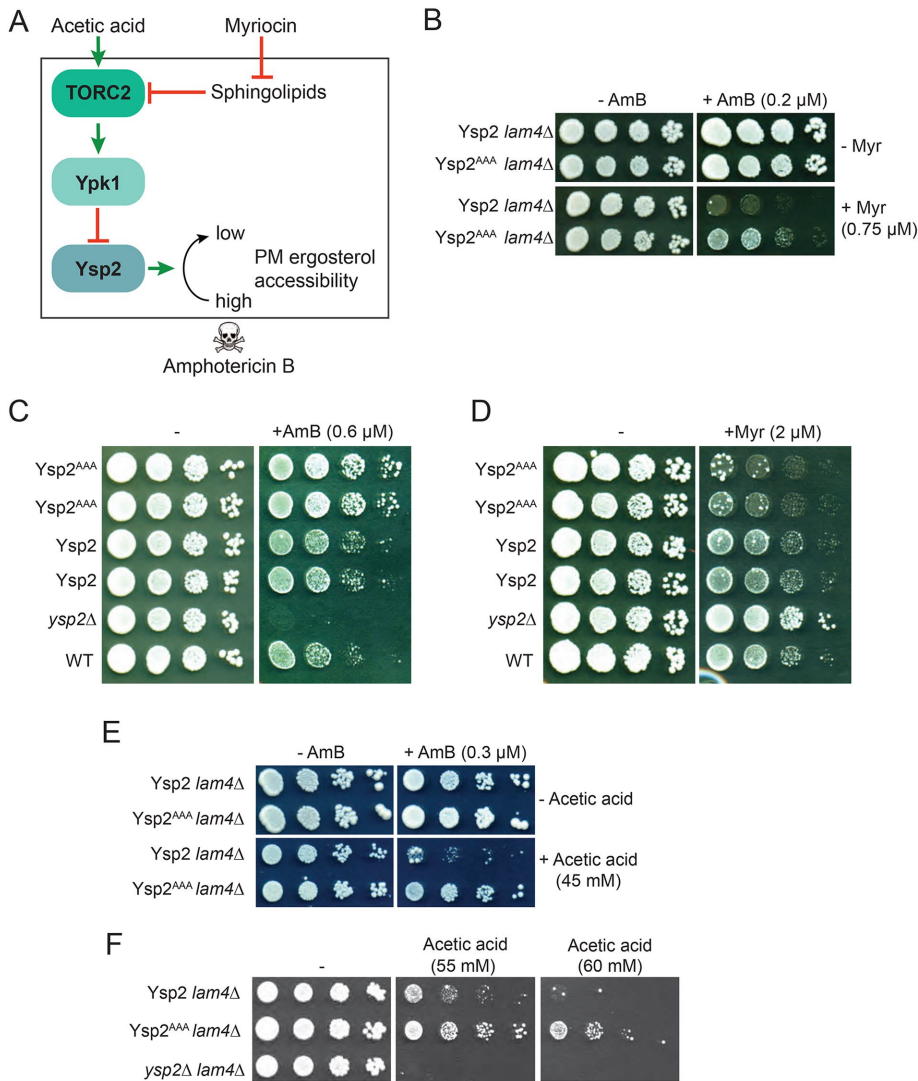 A
Acetic acid
Myriocin
TORC2
Sphingolipids
Ypk1
Ysp2
low
PM ergosterol
accessibility
high
Amphotericin B
B
- AmB
+ AmB (0.2 µM)
Ysp2 lam4Δ
Ysp2ᴬᴬᴬ lam4Δ
- Myr
Ysp2 lam4Δ
Ysp2ᴬᴬᴬ lam4Δ
+ Myr
(0.75 µM)
C
-
+AmB (0.6 µM)
Ysp2ᴬᴬᴬ
Ysp2ᴬᴬᴬ
Ysp2
Ysp2
ysp2Δ
WT
D
-
+Myr (2 µM)
Ysp2ᴬᴬᴬ
Ysp2ᴬᴬᴬ
Ysp2
Ysp2
ysp2Δ
WT
E
- AmB
+ AmB (0.3 µM)
Ysp2 lam4Δ
Ysp2ᴬᴬᴬ lam4Δ
- Acetic acid
Ysp2 lam4Δ
Ysp2ᴬᴬᴬ lam4Δ
+ Acetic acid
(45 mM)
F
-
Acetic acid
(55 mM)
Acetic acid
(60 mM)
Ysp2 lam4Δ
Ysp2ᴬᴬᴬ lam4Δ
ysp2Δ lam4Δ